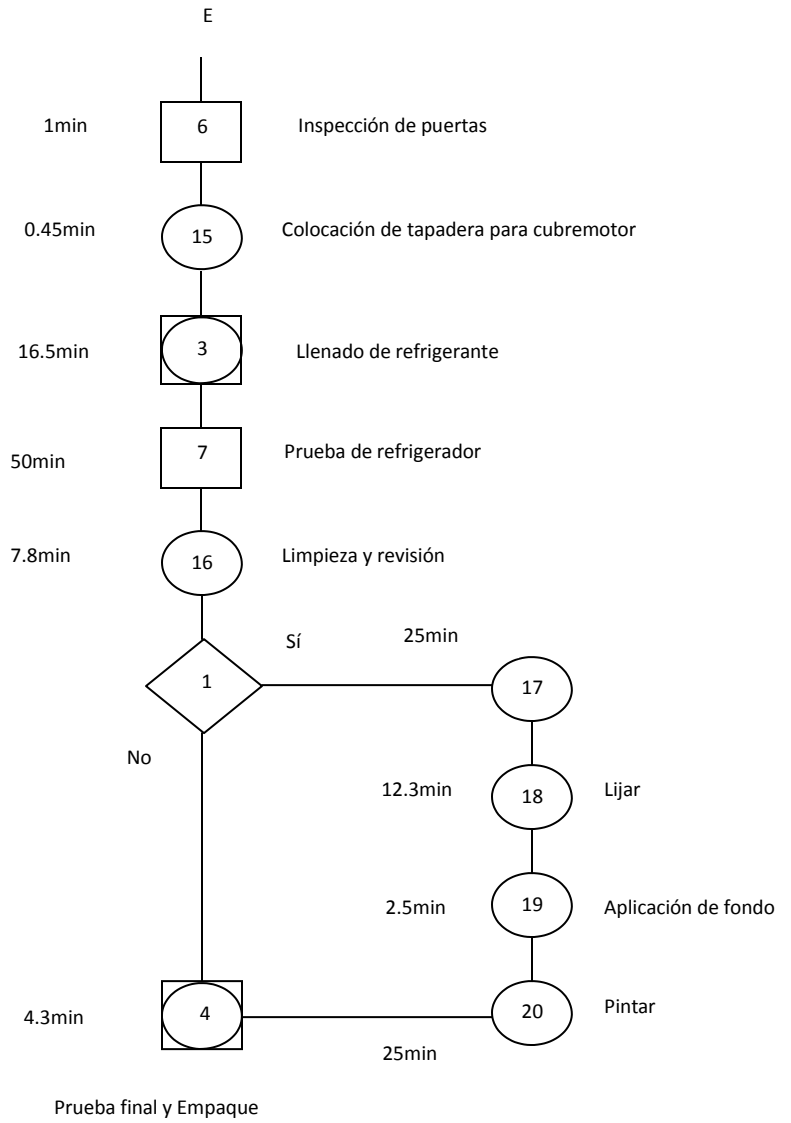 E
1min
6
Inspección de puertas
0.45min
15
Colocación de tapadera para cubremotor
16.5min
3
Llenado de refrigerante
50min
7
Prueba de refrigerador
7.8min
16
Limpieza y revisión
Sí
25min
1
17
No
12.3min
18
Lijar
2.5min
19
Aplicación de fondo
4.3min
4
20
Pintar
25min
Prueba final y Empaque